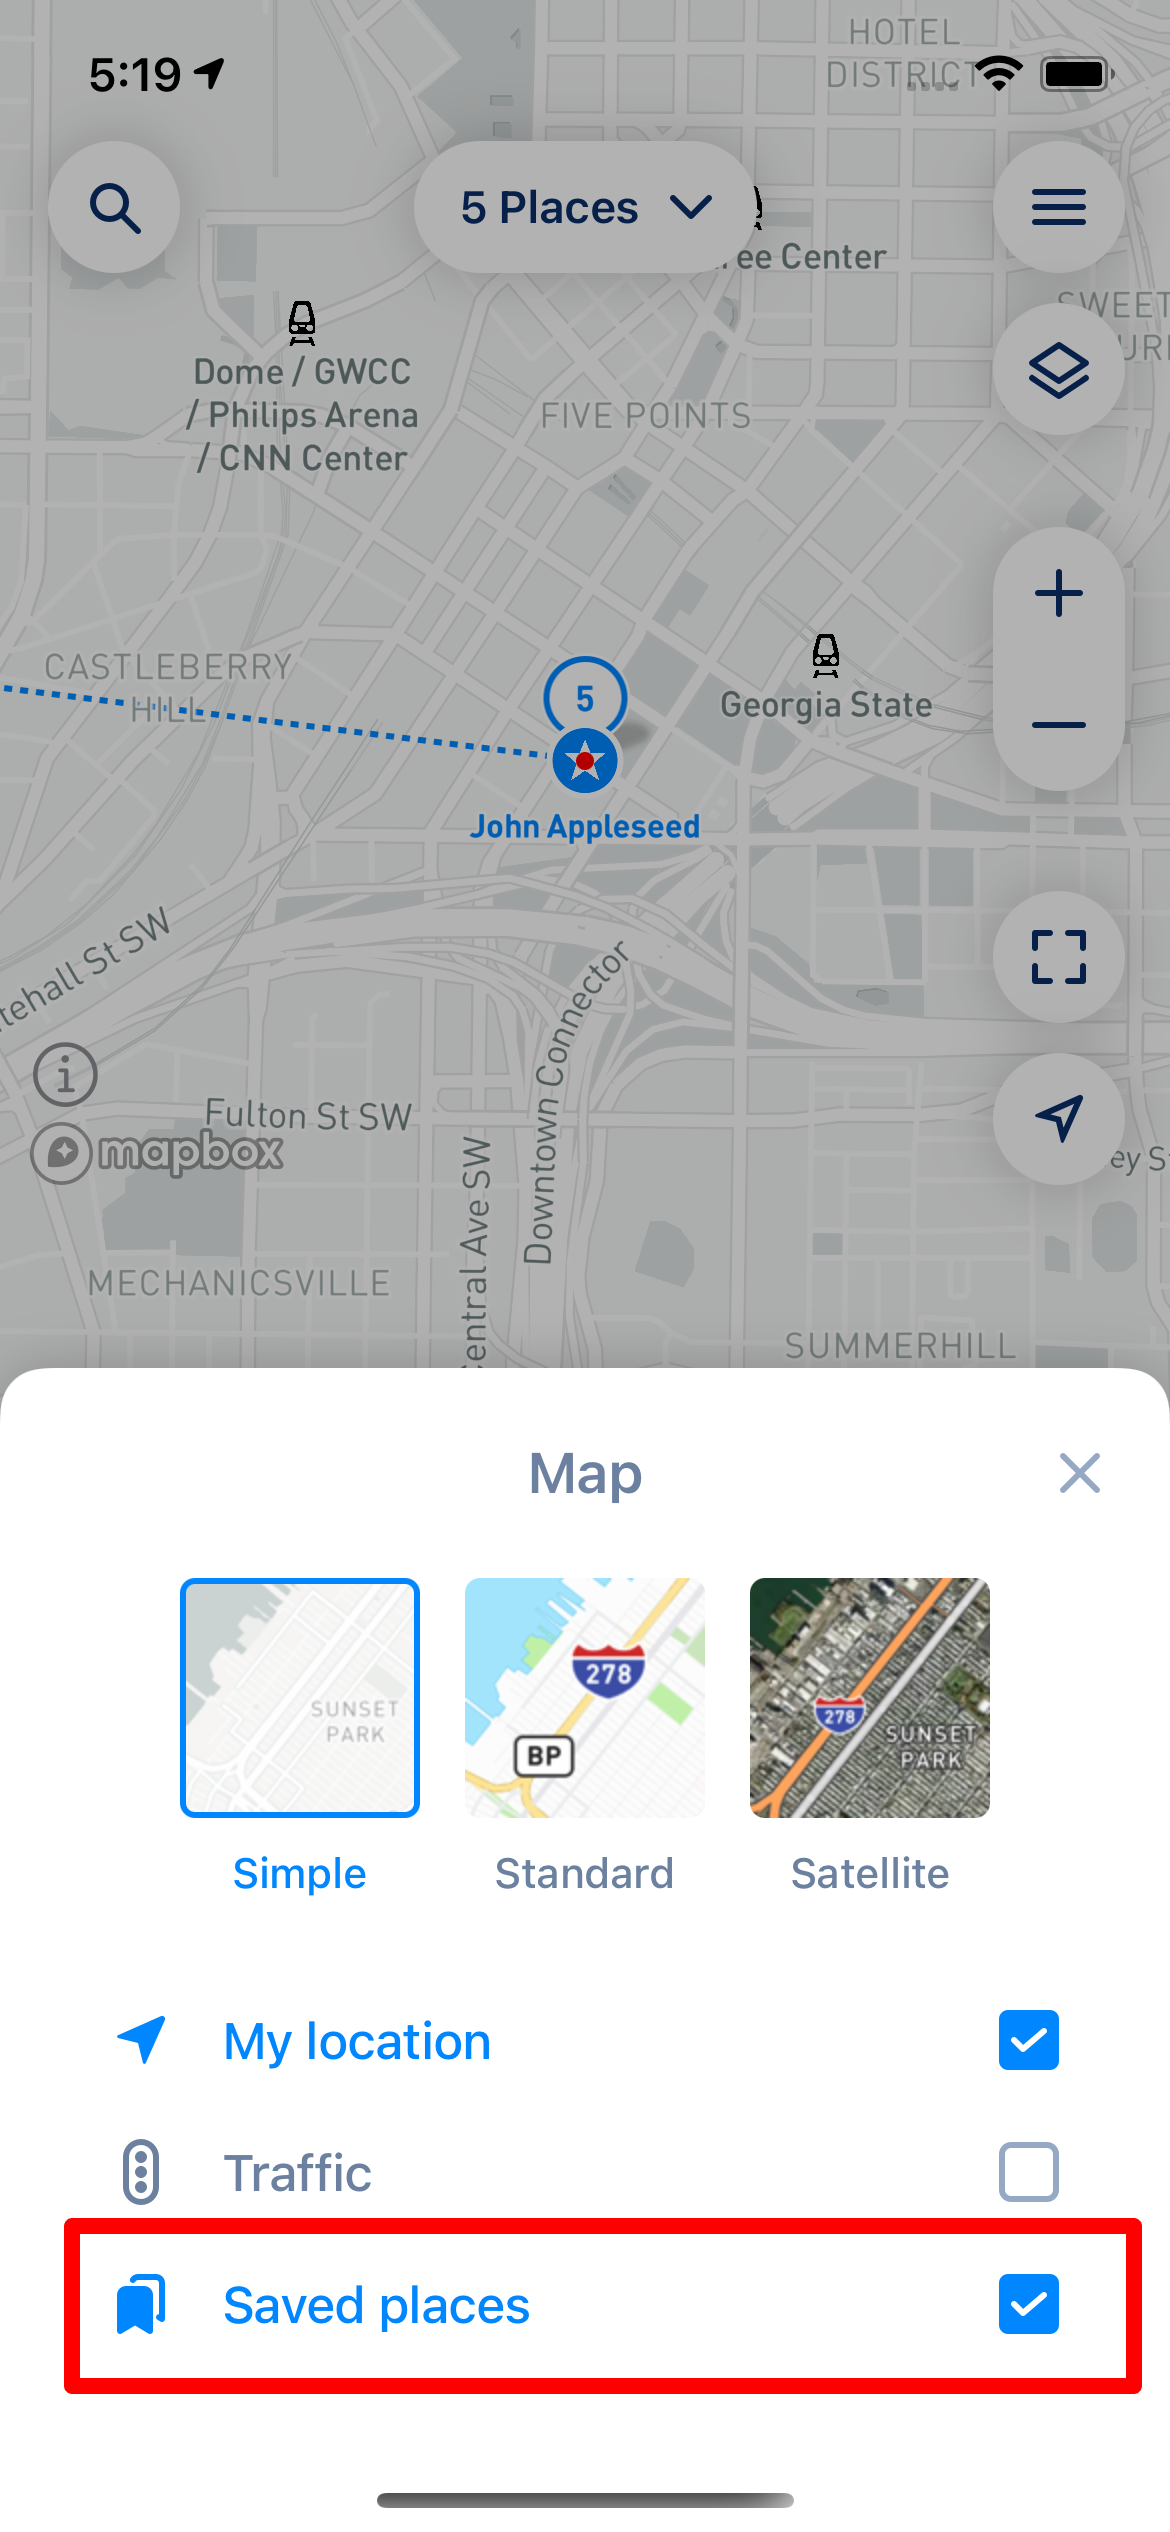 HOTEL
DISTRICT
5:19
5 Places
ee Center
SWEET
Dome / GWCC
/ Philips Arena
/ CNN Center
FIVE POINTS
CASTLEBERRY
HILL
5
Georgia State
John Appleseed
tehall St SW
Downtown Connector
i
Fulton St SW
mapbox
Central Ave SW
ey St
MECHANICSVILLE
SUMMERHILL
Map
SUNSET
PARK
278
BP
278
SUNSET
PARK
Simple
Standard
Satellite
My location
Traffic
Saved places